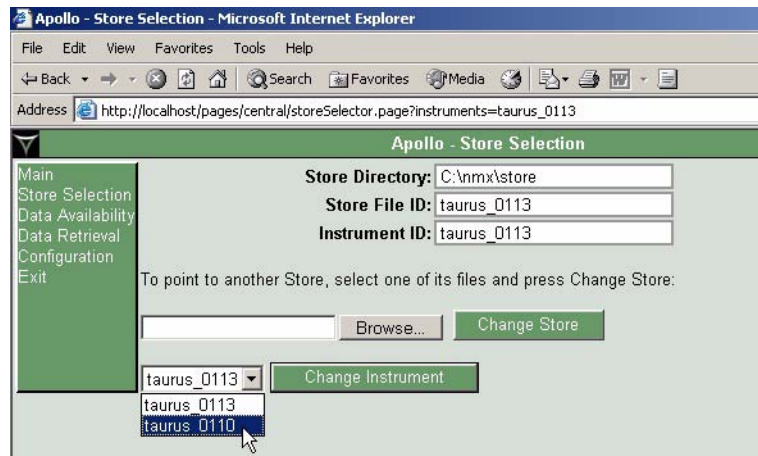 Apollo - Store Selection - Microsoft Internet Explorer
File Edit View Favorites Tools Help
Back Search Favorites Media
Address http://localhost/pages/central/storeSelector.page?instruments=taurus_0113
Apollo - Store Selection
Main
Store Selection
Data Availability
Data Retrieval
Configuration
Exit
Store Directory: C:\nmx\store
Store File ID: taurus_0113
Instrument ID: taurus_0113
To point to another Store, select one of its files and press Change Store:
Browse... Change Store
taurus_0113 Change Instrument
taurus_0113
taurus_0110